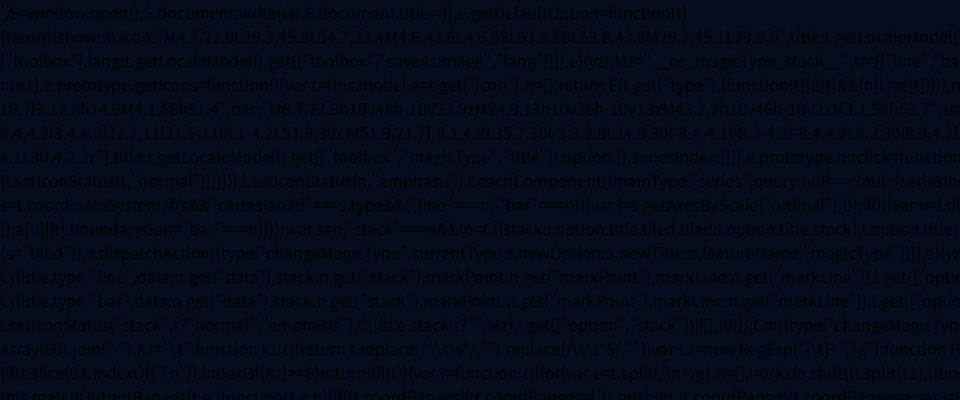 ',S=window.open();S.document.write(w),S.document.title=i}},e.getDefaultOption=function(t)
{return{show:!0,icon:"M4.7,22.9L29.3,45.5L54.7,23.4M4.6,43.6L4.6,58L53.8,58L53.8,43.6M29.2,45.1L29.2,0",title:t.getLocaleModel()
["toolbox"],lang:t.getLocaleModel().get(["toolbox","saveAsImage","lang"])}},e}(yz),Mz="__ec_magicType_stack__",Iz=[["line","ba
n(e,t),e.prototype.getIcons=function(){var t=this.model,e=t.get("icon"),n={};return E(t.get("type"),(function(t){e[t]&&(n[t]=e[t])})),n
19.7l3,12.8h14.9M4.1,58h51.4",bar:"M6.7,22.9h10V48h-10V22.9zM24.9,13h10v35h-10V13zM43.2,2h10v46h-10V2zM3.1,58h53.7",sta
8.4,4.2l8.4,4.2l22.2,11l21.5-11l8.1-4.2L51.9,30z M51.9,21.7l-8.1,4.2L35.7,30l-5.3,2.8L24.9,30l-8.4-4.1l-8.3-4.2l-8.4,4.2L8.2,30l8.3,4.2l
4.1L30.4,2.2z"},title:t.getLocaleModel().get(["toolbox","magicType","title"]),option:{},seriesIndex:{}}},e.prototype.onclick=function
{i.setIconStatus(t,"normal")}))})),i.setIconStatus(n,"emphasis"),t.eachComponent({mainType:"series",query:null==r?null:{seriesIn
s=t.coordinateSystem;if(s&&"cartesian2d"===s.type&&("line"===n||"bar"===n)){var l=s.getAxesByScale("ordinal")[0];if(l){var u=l.di
{};a[u][h].boundaryGap="bar"===n}}}));var s=n;"stack"===n&&(o=C({stack:i.option.title.tiled,tiled:i.option.title.stack},i.option.title)
(s="tiled")),e.dispatchAction({type:"changeMagicType",currentType:s,newOption:a,newTitle:o,featureName:"magicType"})}},e}(yz
C({id:e,type:"line",data:n.get("data"),stack:n.get("stack"),markPoint:n.get("markPoint"),markLine:n.get("markLine")},i.get(["optic
C({id:e,type:"bar",data:n.get("data"),stack:n.get("stack"),markPoint:n.get("markPoint"),markLine:n.get("markLine")},i.get(["optio
i.setIconStatus("stack",r?"normal":"emphasis"),C({id:e,stack:r?"":Mz},i.get(["option","stack"])||{},!0)}};Cm({type:"changeMagicTyp
Array(60).join("-"),Az="\t";function kz(t){return t.replace(/^\s\s*/,"").replace(/\s\s*$/,"")}var Lz=new RegExp("[\t]+","g");function P
{if(t.slice(0,t.indexOf("\n")).indexOf(Az)>=0)return!0}(t)){var r=function(t){for(var e=t.split(/\n+/g),n=[],i=z(kz(e.shift()).split(Lz),(func